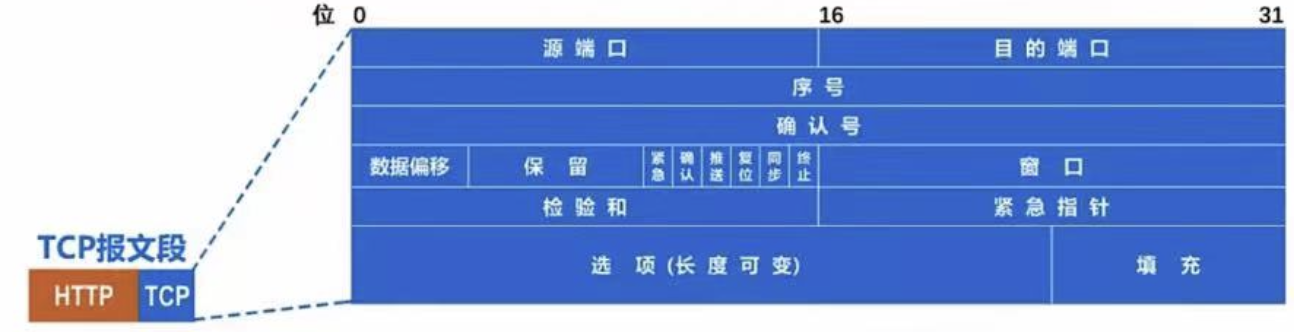 位 0 16 31
源端口 目的端口
序号
确认号
数据偏移 保留 紧急 确认 推送 复位 同步 终止 窗口
检验和 紧急指针
选项(长度可变) 填充
TCP报文段
HTTP TCP